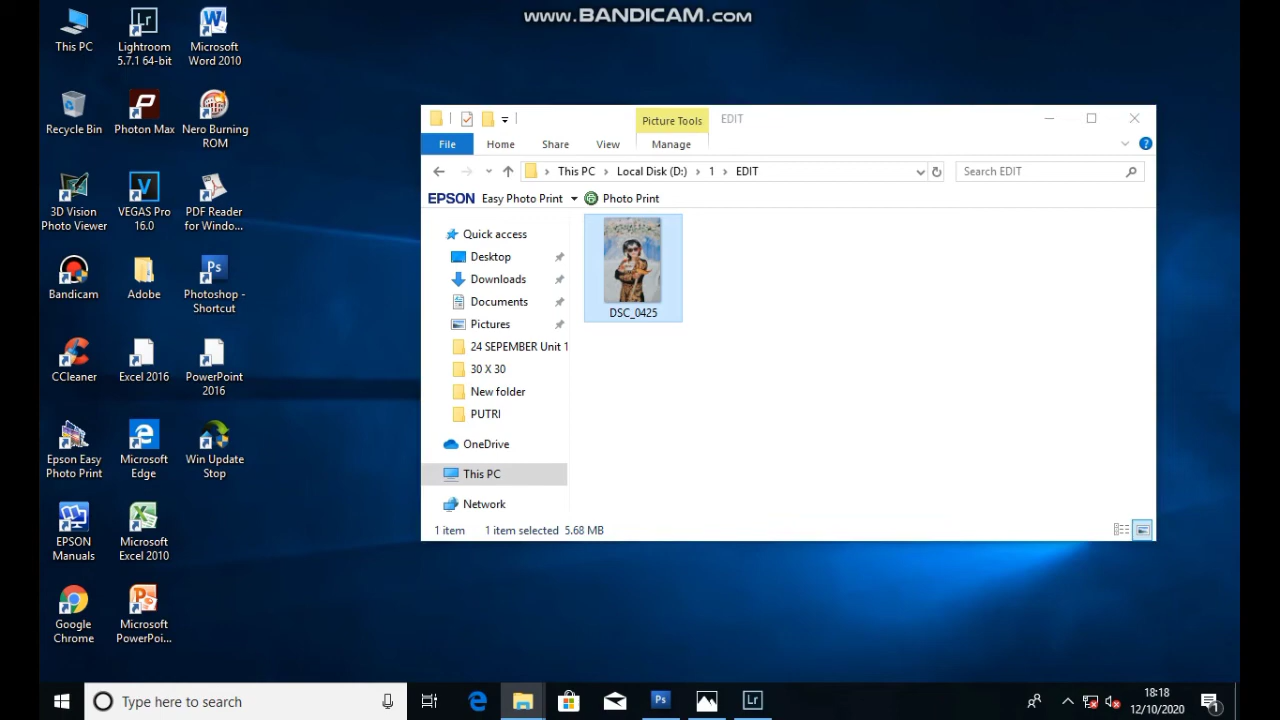 www.BANDICAM.com
This PC
Lightroom
5.7.1 64-bit
Microsoft
Word 2010
Recycle Bin
Photon Max
Nero Burning
ROM
3D Vision
Photo Viewer
VEGAS Pro
16.0
PDF Reader
for Windo...
Bandicam
Adobe
Photoshop -
Shortcut
CCleaner
Excel 2016
PowerPoint
2016
Epson Easy
Photo Print
Microsoft
Edge
Win Update
Stop
EPSON
Manuals
Microsoft
Excel 2010
Google
Chrome
Microsoft
PowerPoi...
Picture Tools
EDIT
File
Home
Share
View
Manage
This PC > Local Disk (D:) > 1 > EDIT
Search EDIT
EPSON Easy Photo Print
Photo Print
Quick access
Desktop
Downloads
Documents
Pictures
24 SEPEMBER Unit 1
30 X 30
New folder
PUTRI
OneDrive
This PC
Network
DSC_0425
1 item
1 item selected 5.68 MB
Type here to search
Ps
Lr
18:18
12/10/2020
1